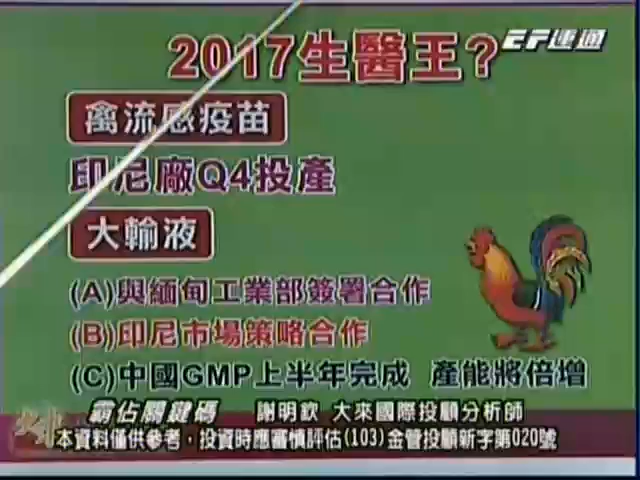 2017生醫王?
EF運通
禽流感疫苗
印尼廠Q4投產
大輸液
(A)與緬甸工業部簽署合作
(B)印尼市場策略合作
(C)中國GMP上半年完成 產能將倍增
霸佔關鍵碼 謝明欽 大來國際投顧分析師
本資料僅供參考，投資時應審慎評估(103)金管投顧新字第020號